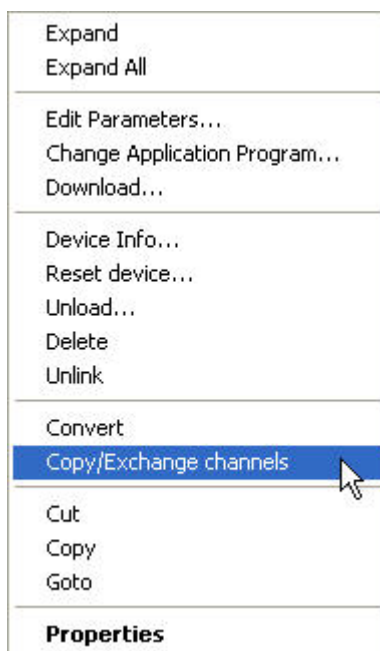 Expand
Expand All
Edit Parameters...
Change Application Program...
Download...
Device Info...
Reset device...
Unload...
Delete
Unlink
Convert
Copy/Exchange channels
Cut
Copy
Goto
Properties